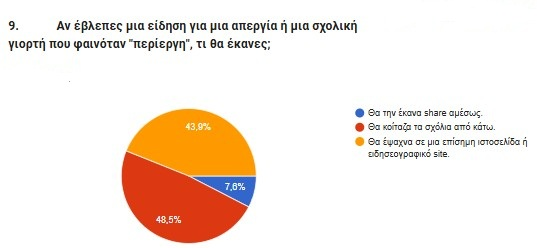 9. Αν έβλεπες μια είδηση για μια απεργία ή μια σχολική
γιορτή που φαινόταν "περίεργη", τι θα έκανες;
43,9%
7,6%
48,5%
Θα την έκανα share αμέσως.
Θα κοίταζα τα σχόλια από κάτω.
Θα έψαχνα σε μια επίσημη ιστοσελίδα ή
ειδησεογραφικό site.